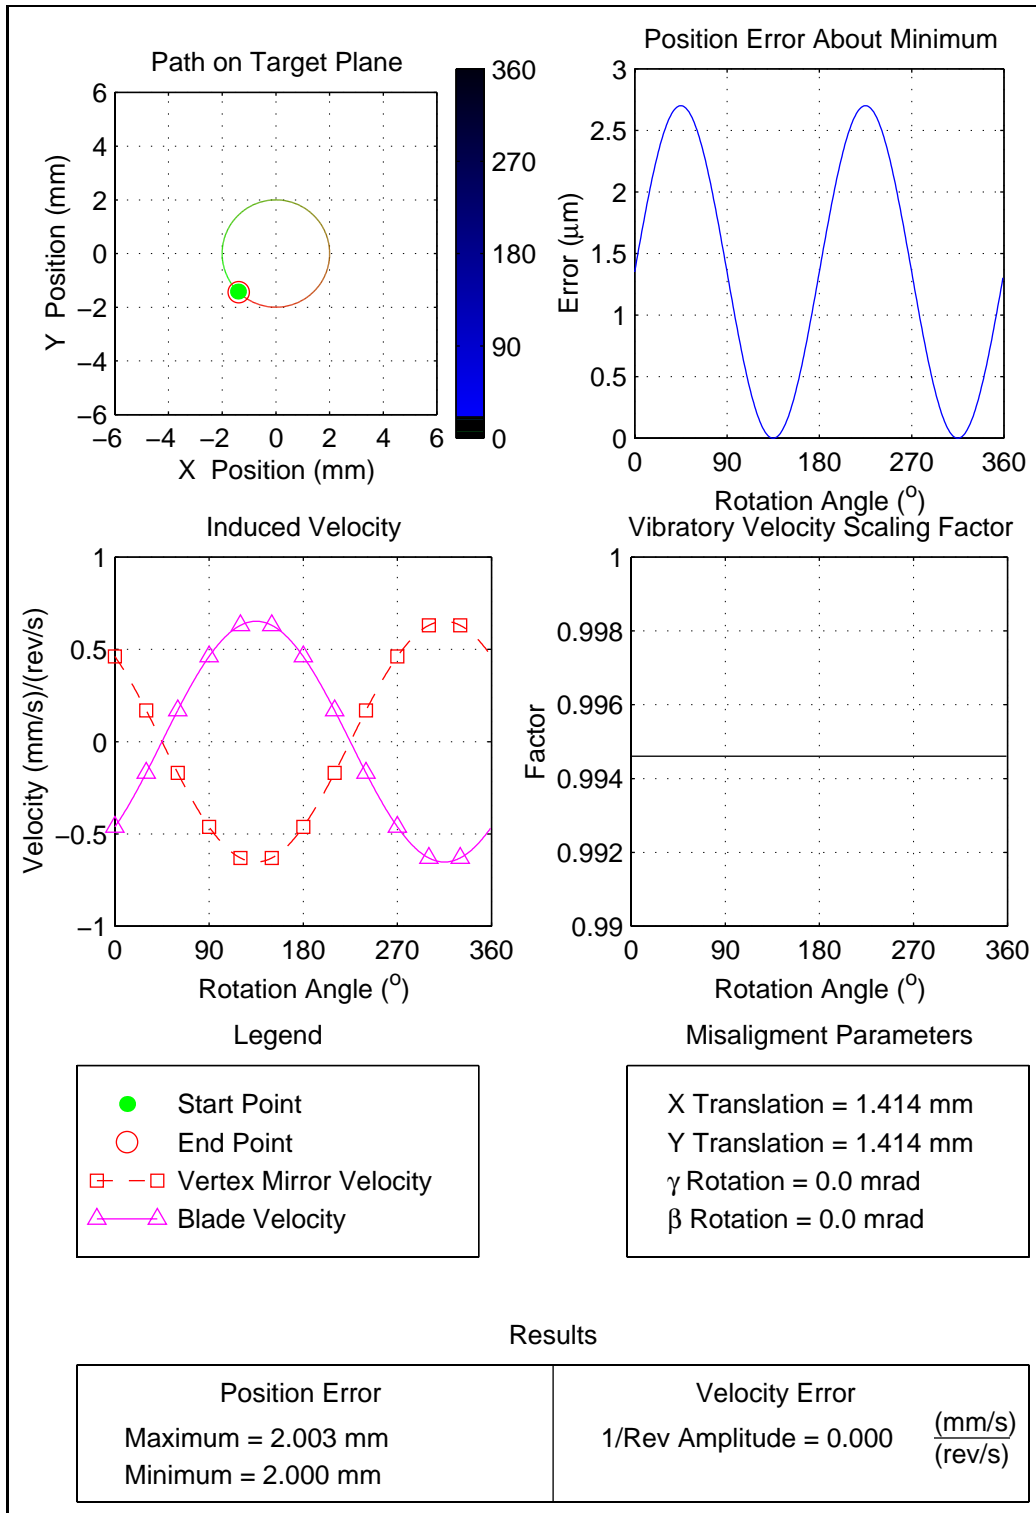 Path on Target Plane
6
4
2
0
−2
−4
−6
−6 −4 −2 0 2 4 6
X Position (mm)
Y Position (mm)
360
270
180
90
0
Position Error About Minimum
3
2.5
2
1.5
1
0.5
0
0 90 180 270 360
Rotation Angle (o)
Error (μm)
Induced Velocity
1
0.5
0
−0.5
−1
0 90 180 270 360
Rotation Angle (o)
Velocity (mm/s)/(rev/s)
Vibratory Velocity Scaling Factor
1
0.998
0.996
0.994
0.992
0.99
0 90 180 270 360
Rotation Angle (o)
Factor
Legend
Start Point
End Point
Vertex Mirror Velocity
Blade Velocity
Misaligment Parameters
X Translation = 1.414 mm
Y Translation = 1.414 mm
γ Rotation = 0.0 mrad
β Rotation = 0.0 mrad
Results
Position Error
Maximum = 2.003 mm
Minimum = 2.000 mm
Velocity Error
1/Rev Amplitude = 0.000 (mm/s)
(rev/s)